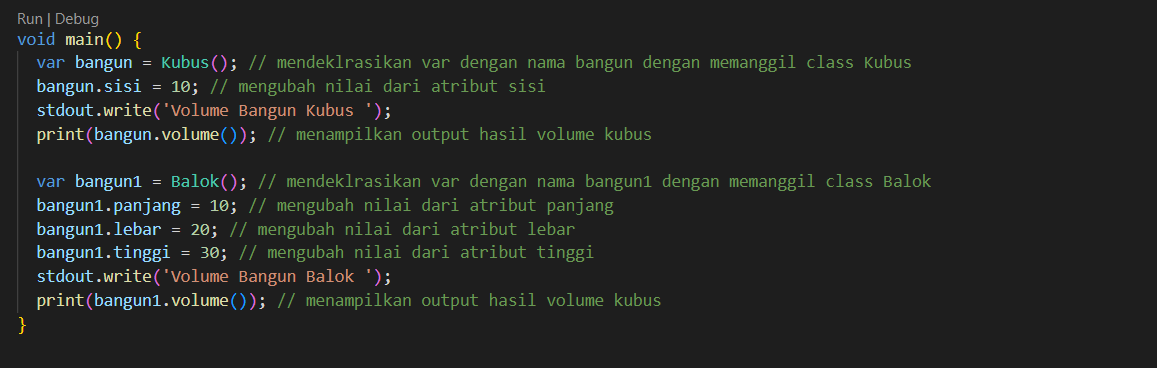 Run | Debug
void main() {
  var bangun = Kubus(); // mendeklrasikan var dengan nama bangun dengan memanggil class Kubus
  bangun.sisi = 10; // mengubah nilai dari atribut sisi
  stdout.write('Volume Bangun Kubus ');
  print(bangun.volume()); // menampilkan output hasil volume kubus

  var bangun1 = Balok(); // mendeklrasikan var dengan nama bangun1 dengan memanggil class Balok
  bangun1.panjang = 10; // mengubah nilai dari atribut panjang
  bangun1.lebar = 20; // mengubah nilai dari atribut lebar
  bangun1.tinggi = 30; // mengubah nilai dari atribut tinggi
  stdout.write('Volume Bangun Balok ');
  print(bangun1.volume()); // menampilkan output hasil volume kubus
}